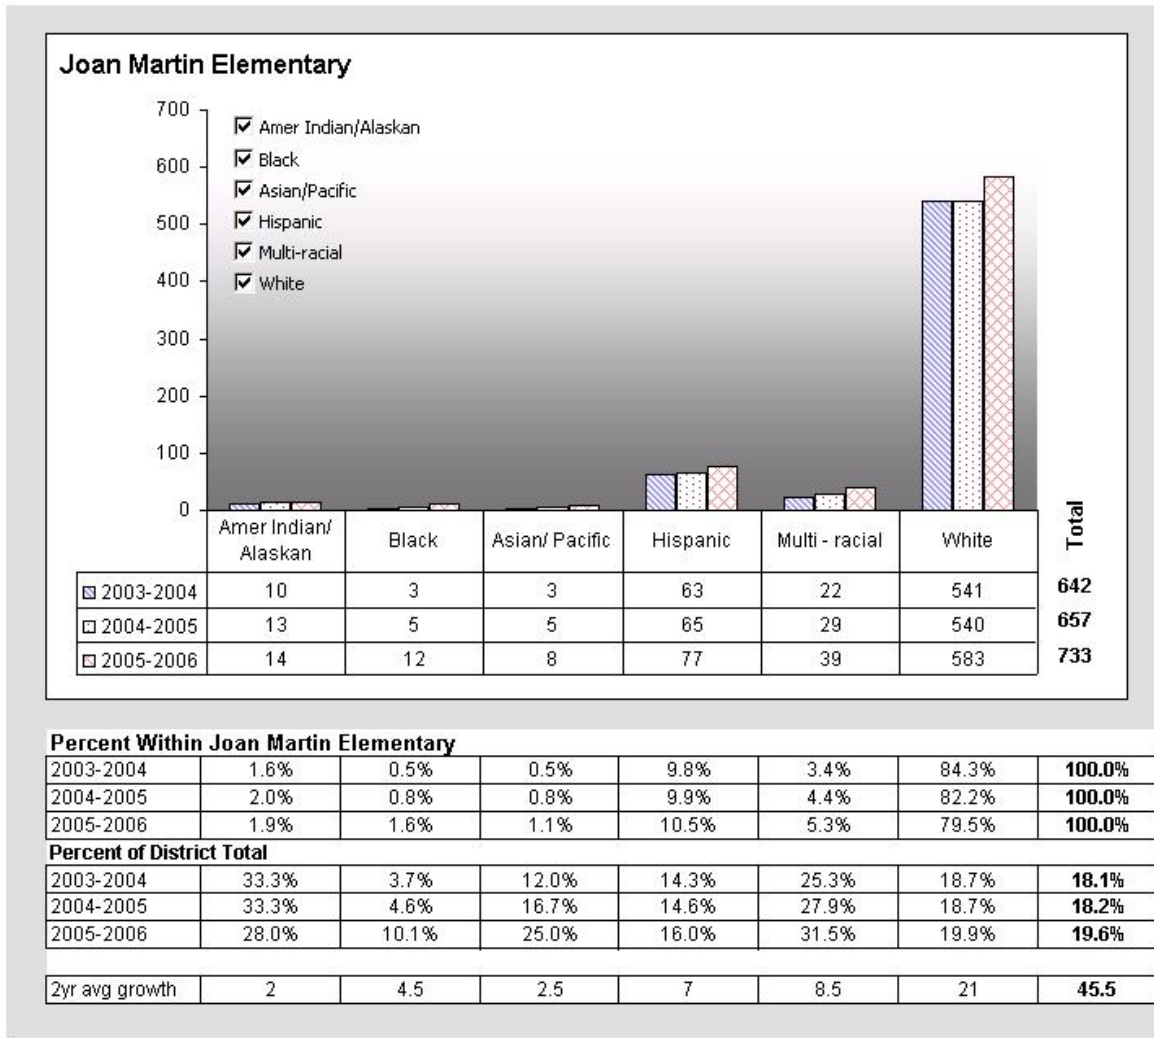 Joan Martin Elementary
700
600
500
400
300
200
100
0
Amer Indian/Alaskan
Black
Asian/Pacific
Hispanic
Multi-racial
White
Amer Indian/ Alaskan Black Asian/ Pacific Hispanic Multi - racial White Total
2003-2004 10 3 3 63 22 541 642
2004-2005 13 5 5 65 29 540 657
2005-2006 14 12 8 77 39 583 733
Percent Within Joan Martin Elementary
2003-2004 1.6% 0.5% 0.5% 9.8% 3.4% 84.3% 100.0%
2004-2005 2.0% 0.8% 0.8% 9.9% 4.4% 82.2% 100.0%
2005-2006 1.9% 1.6% 1.1% 10.5% 5.3% 79.5% 100.0%
Percent of District Total
2003-2004 33.3% 3.7% 12.0% 14.3% 25.3% 18.7% 18.1%
2004-2005 33.3% 4.6% 16.7% 14.6% 27.9% 18.7% 18.2%
2005-2006 28.0% 10.1% 25.0% 16.0% 31.5% 19.9% 19.6%
2yr avg growth 2 4.5 2.5 7 8.5 21 45.5